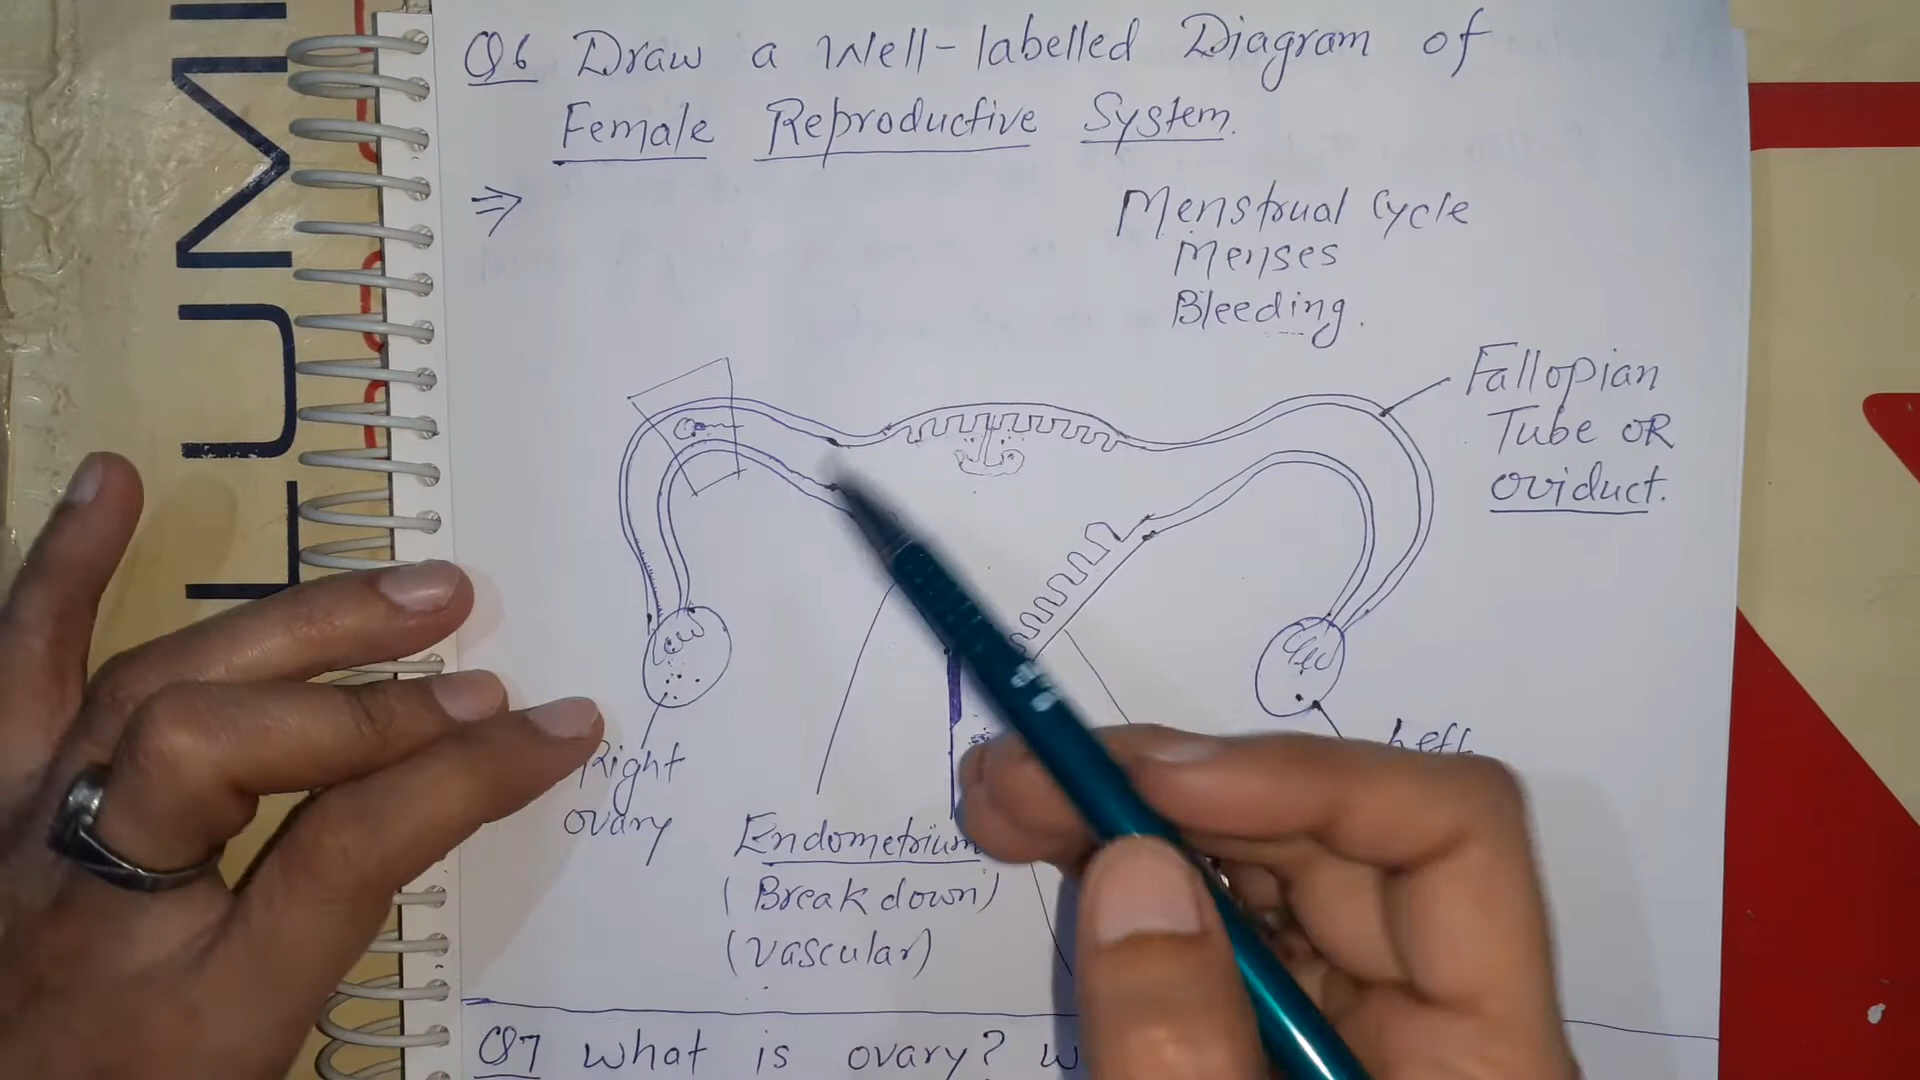 Q6 Draw a Well-labelled Diagram of
Female Reproductive System.
⇒
Menstrual Cycle
Menses
Bleeding.
Fallopian
Tube OR
oviduct.
Right
ovary
Left
Endometrium
(Breakdown)
(Vascular)
Q7 What is ovary?